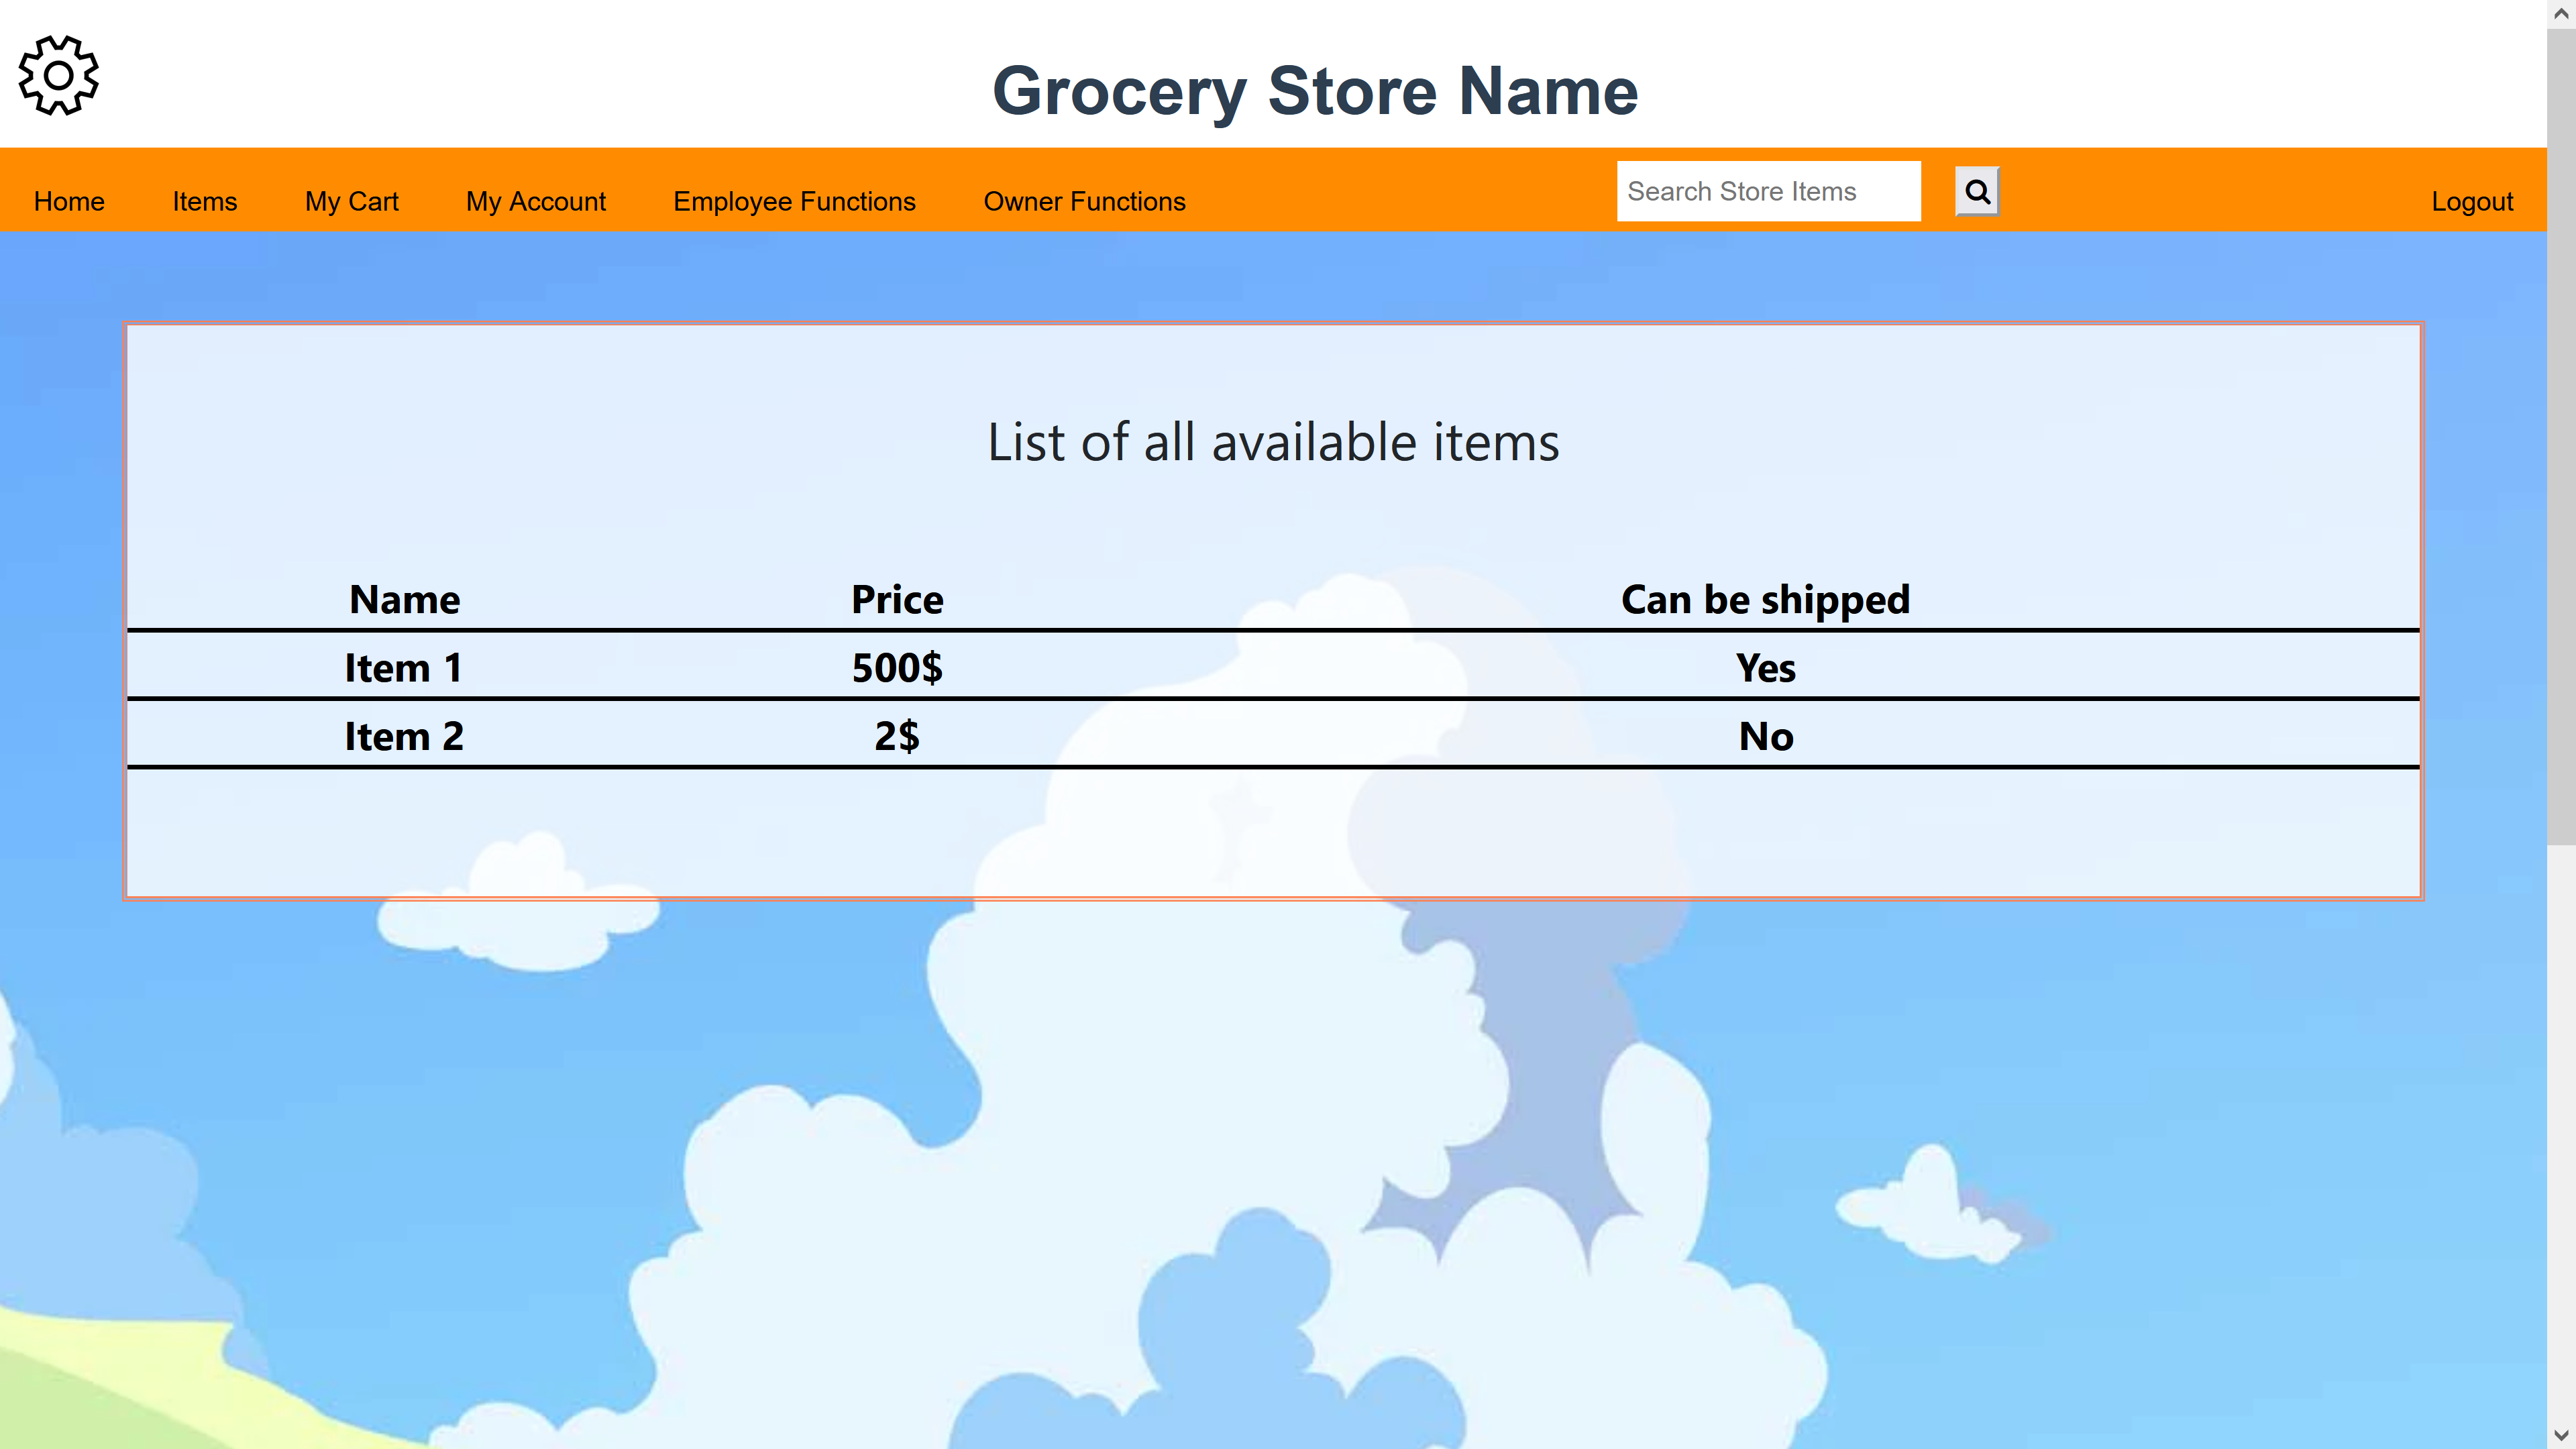 Grocery Store Name
Home Items My Cart My Account Employee Functions Owner Functions Search Store Items Logout
List of all available items
Name Price Can be shipped
Item 1 500$ Yes
Item 2 2$ No